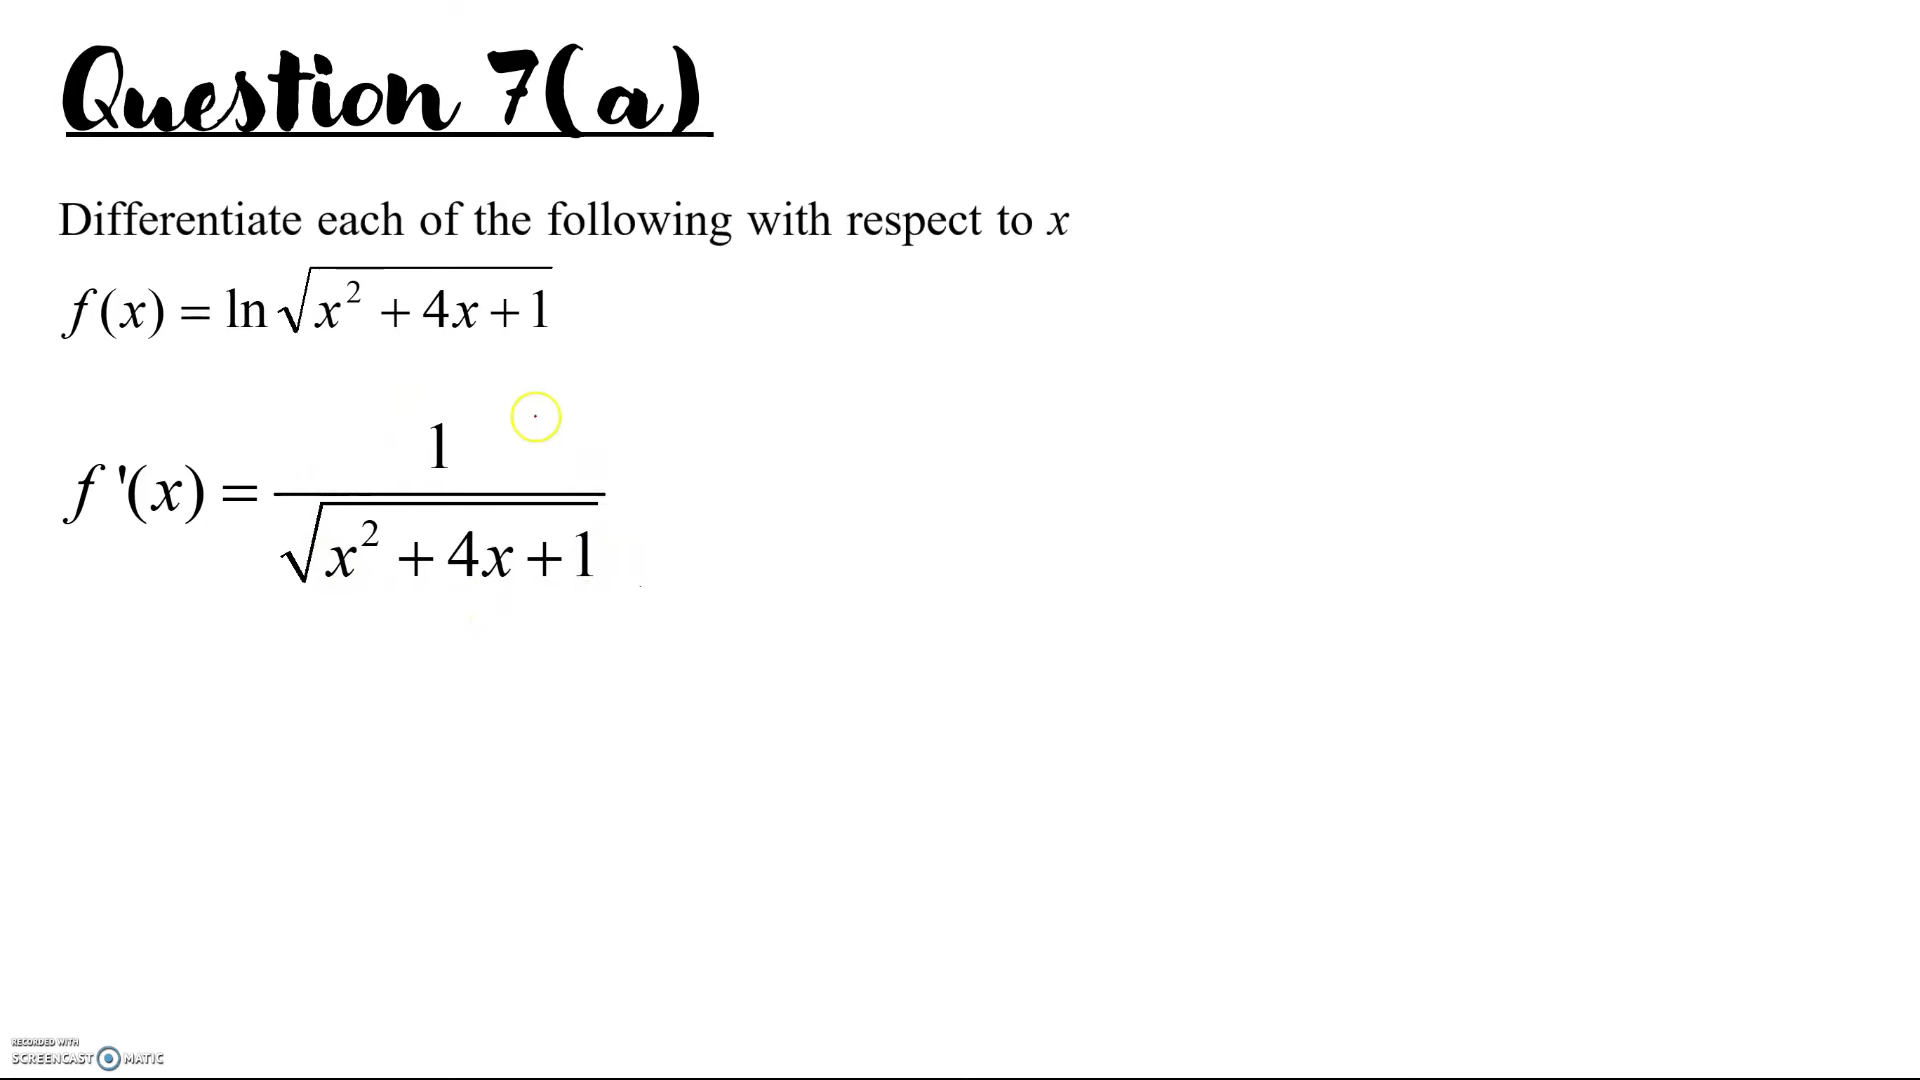 Question 7(a)
Differentiate each of the following with respect to x
f(x) = ln √(x² + 4x + 1)
f '(x) = 1 / √(x² + 4x + 1)
RECORDED WITH
SCREENCAST MATIC